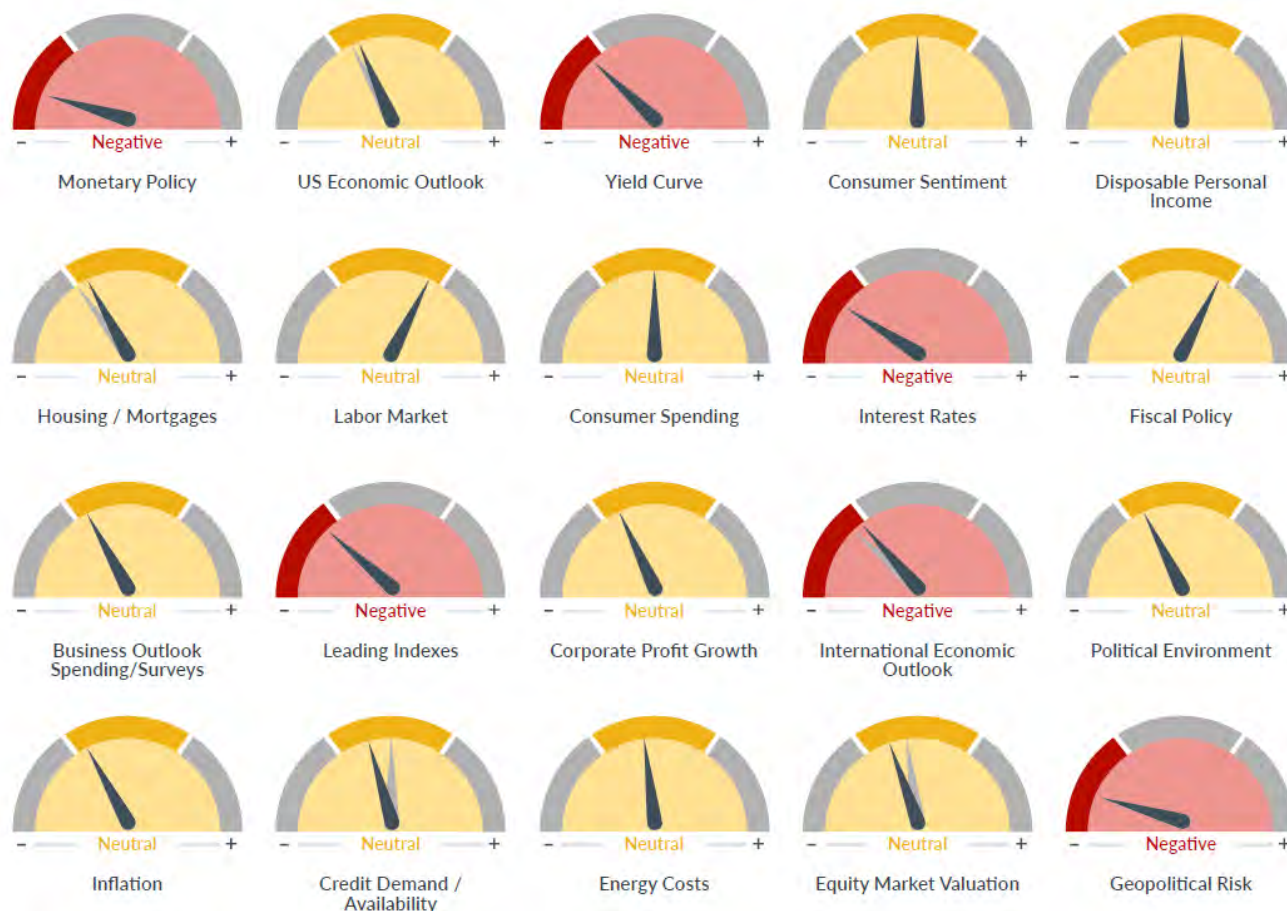 - Negative +
Monetary Policy
- Neutral +
US Economic Outlook
- Negative +
Yield Curve
- Neutral +
Consumer Sentiment
- Neutral +
Disposable Personal
Income
- Neutral +
Housing / Mortgages
- Neutral +
Labor Market
- Neutral +
Consumer Spending
- Negative +
Interest Rates
- Neutral +
Fiscal Policy
- Neutral +
Business Outlook
Spending/Surveys
- Negative +
Leading Indexes
- Neutral +
Corporate Profit Growth
- Negative +
International Economic
Outlook
- Neutral +
Political Environment
- Neutral +
Inflation
- Neutral +
Credit Demand /
Availability
- Neutral +
Energy Costs
- Neutral +
Equity Market Valuation
- Negative +
Geopolitical Risk